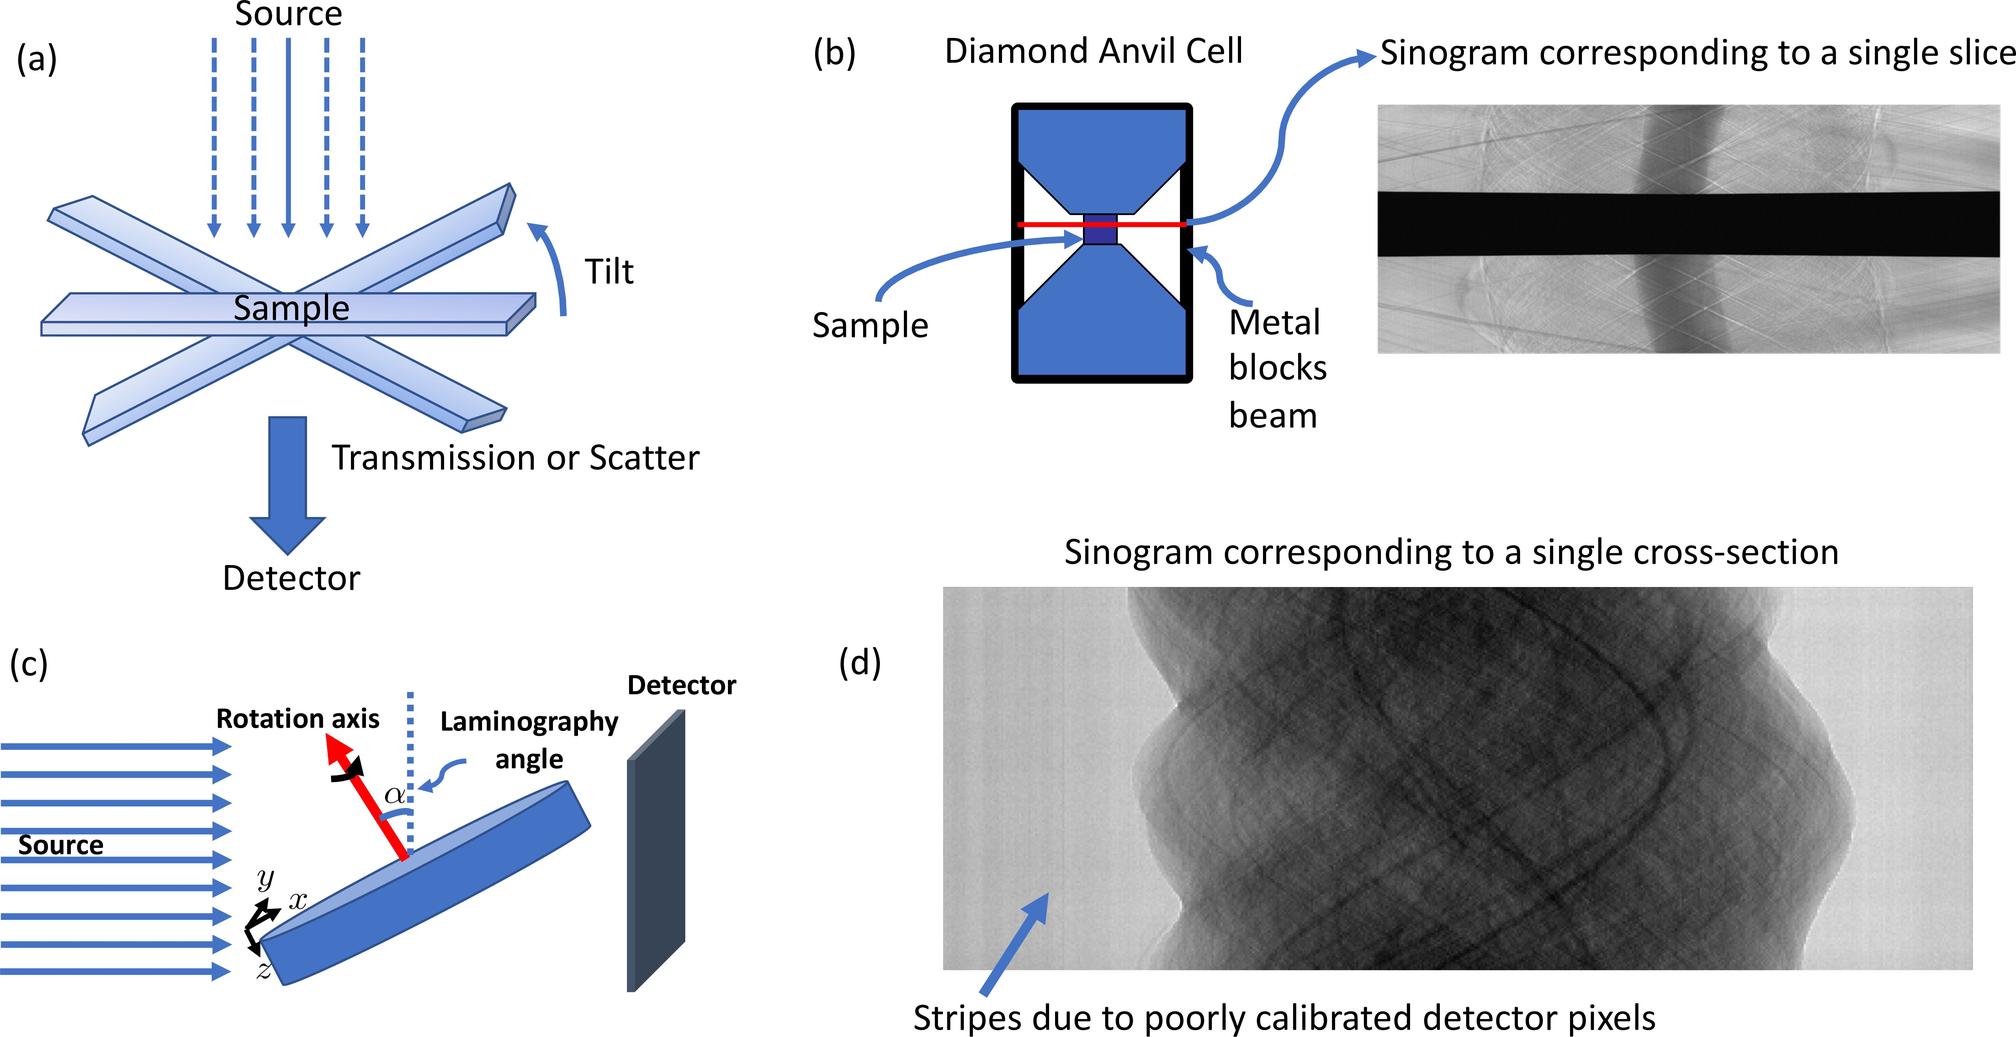 (a)
Source
Sample
Tilt
Transmission or Scatter
Detector
(b)
Diamond Anvil Cell
Sinogram corresponding to a single slice
Sample
Metal
blocks
beam
(c)
Rotation axis
Laminography
angle
Detector
α
Source
y
x
z
(d)
Sinogram corresponding to a single cross-section
Stripes due to poorly calibrated detector pixels